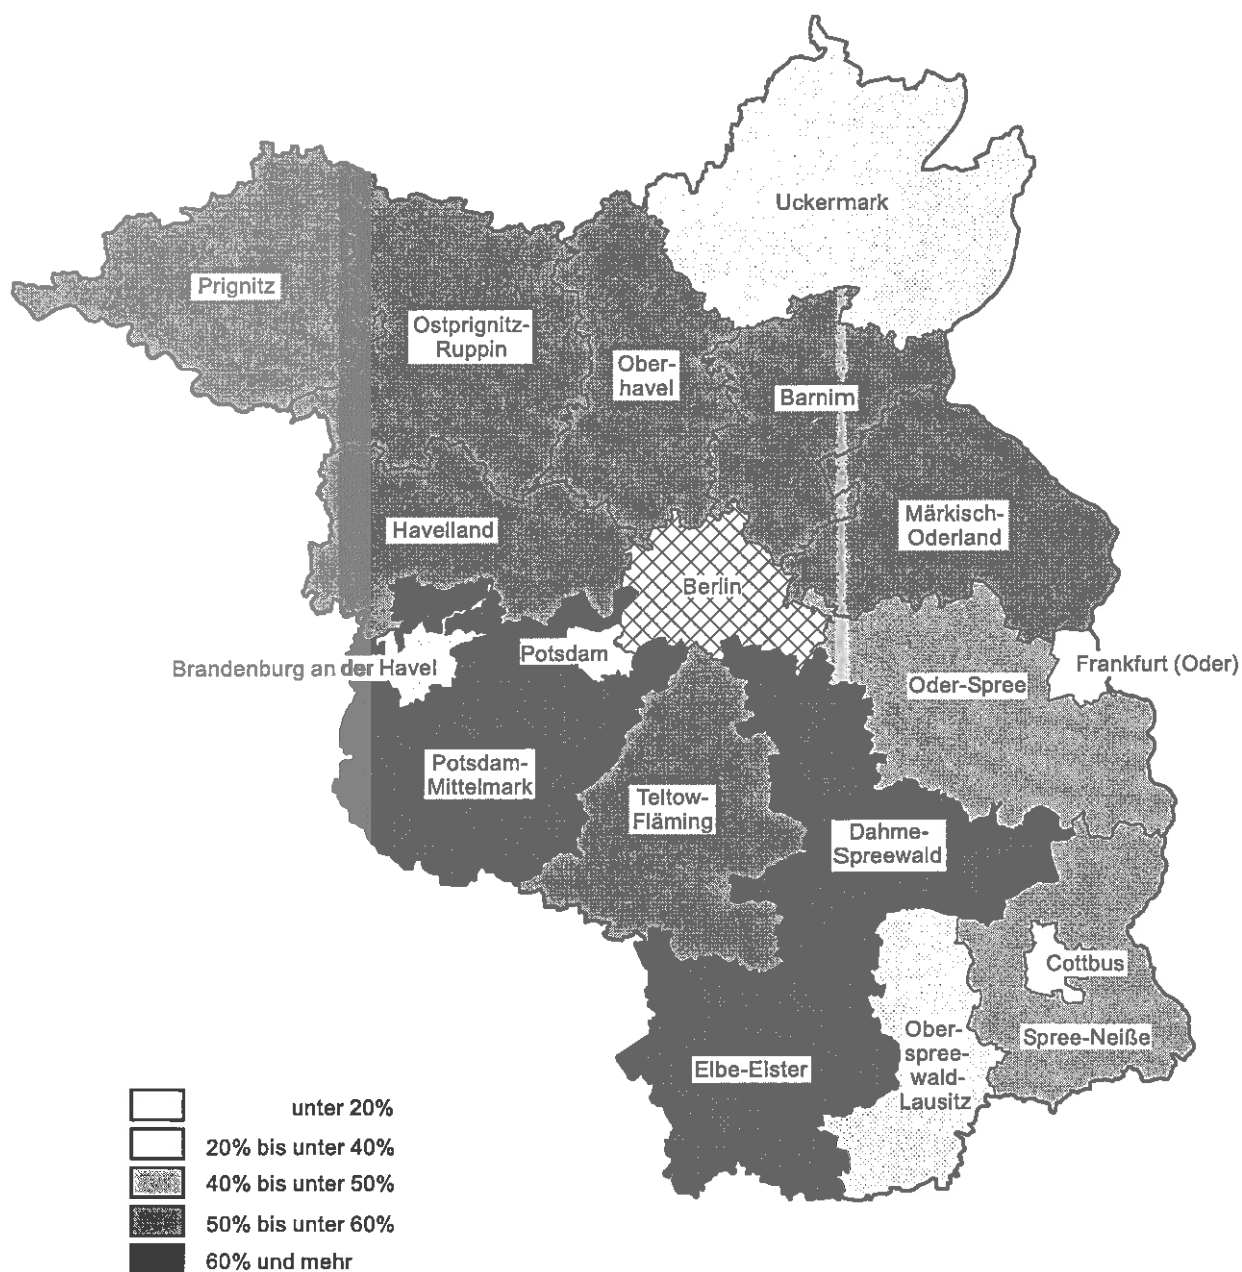 Uckermark
Prignitz
Ostprignitz-
Ruppin
Ober-
havel
Barnim
Havelland
Märkisch-
Oderland
Berlin
Brandenburg an der Havel
Potsdam
Frankfurt (Oder)
Oder-Spree
Potsdam-
Mittelmark
Teltow-
Fläming
Dahme-
Spreewald
Cottbus
Ober-
spree-
wald-
Lausitz
Spree-Neiße
Elbe-Elster
unter 20%
20% bis unter 40%
40% bis unter 50%
50% bis unter 60%
60% und mehr